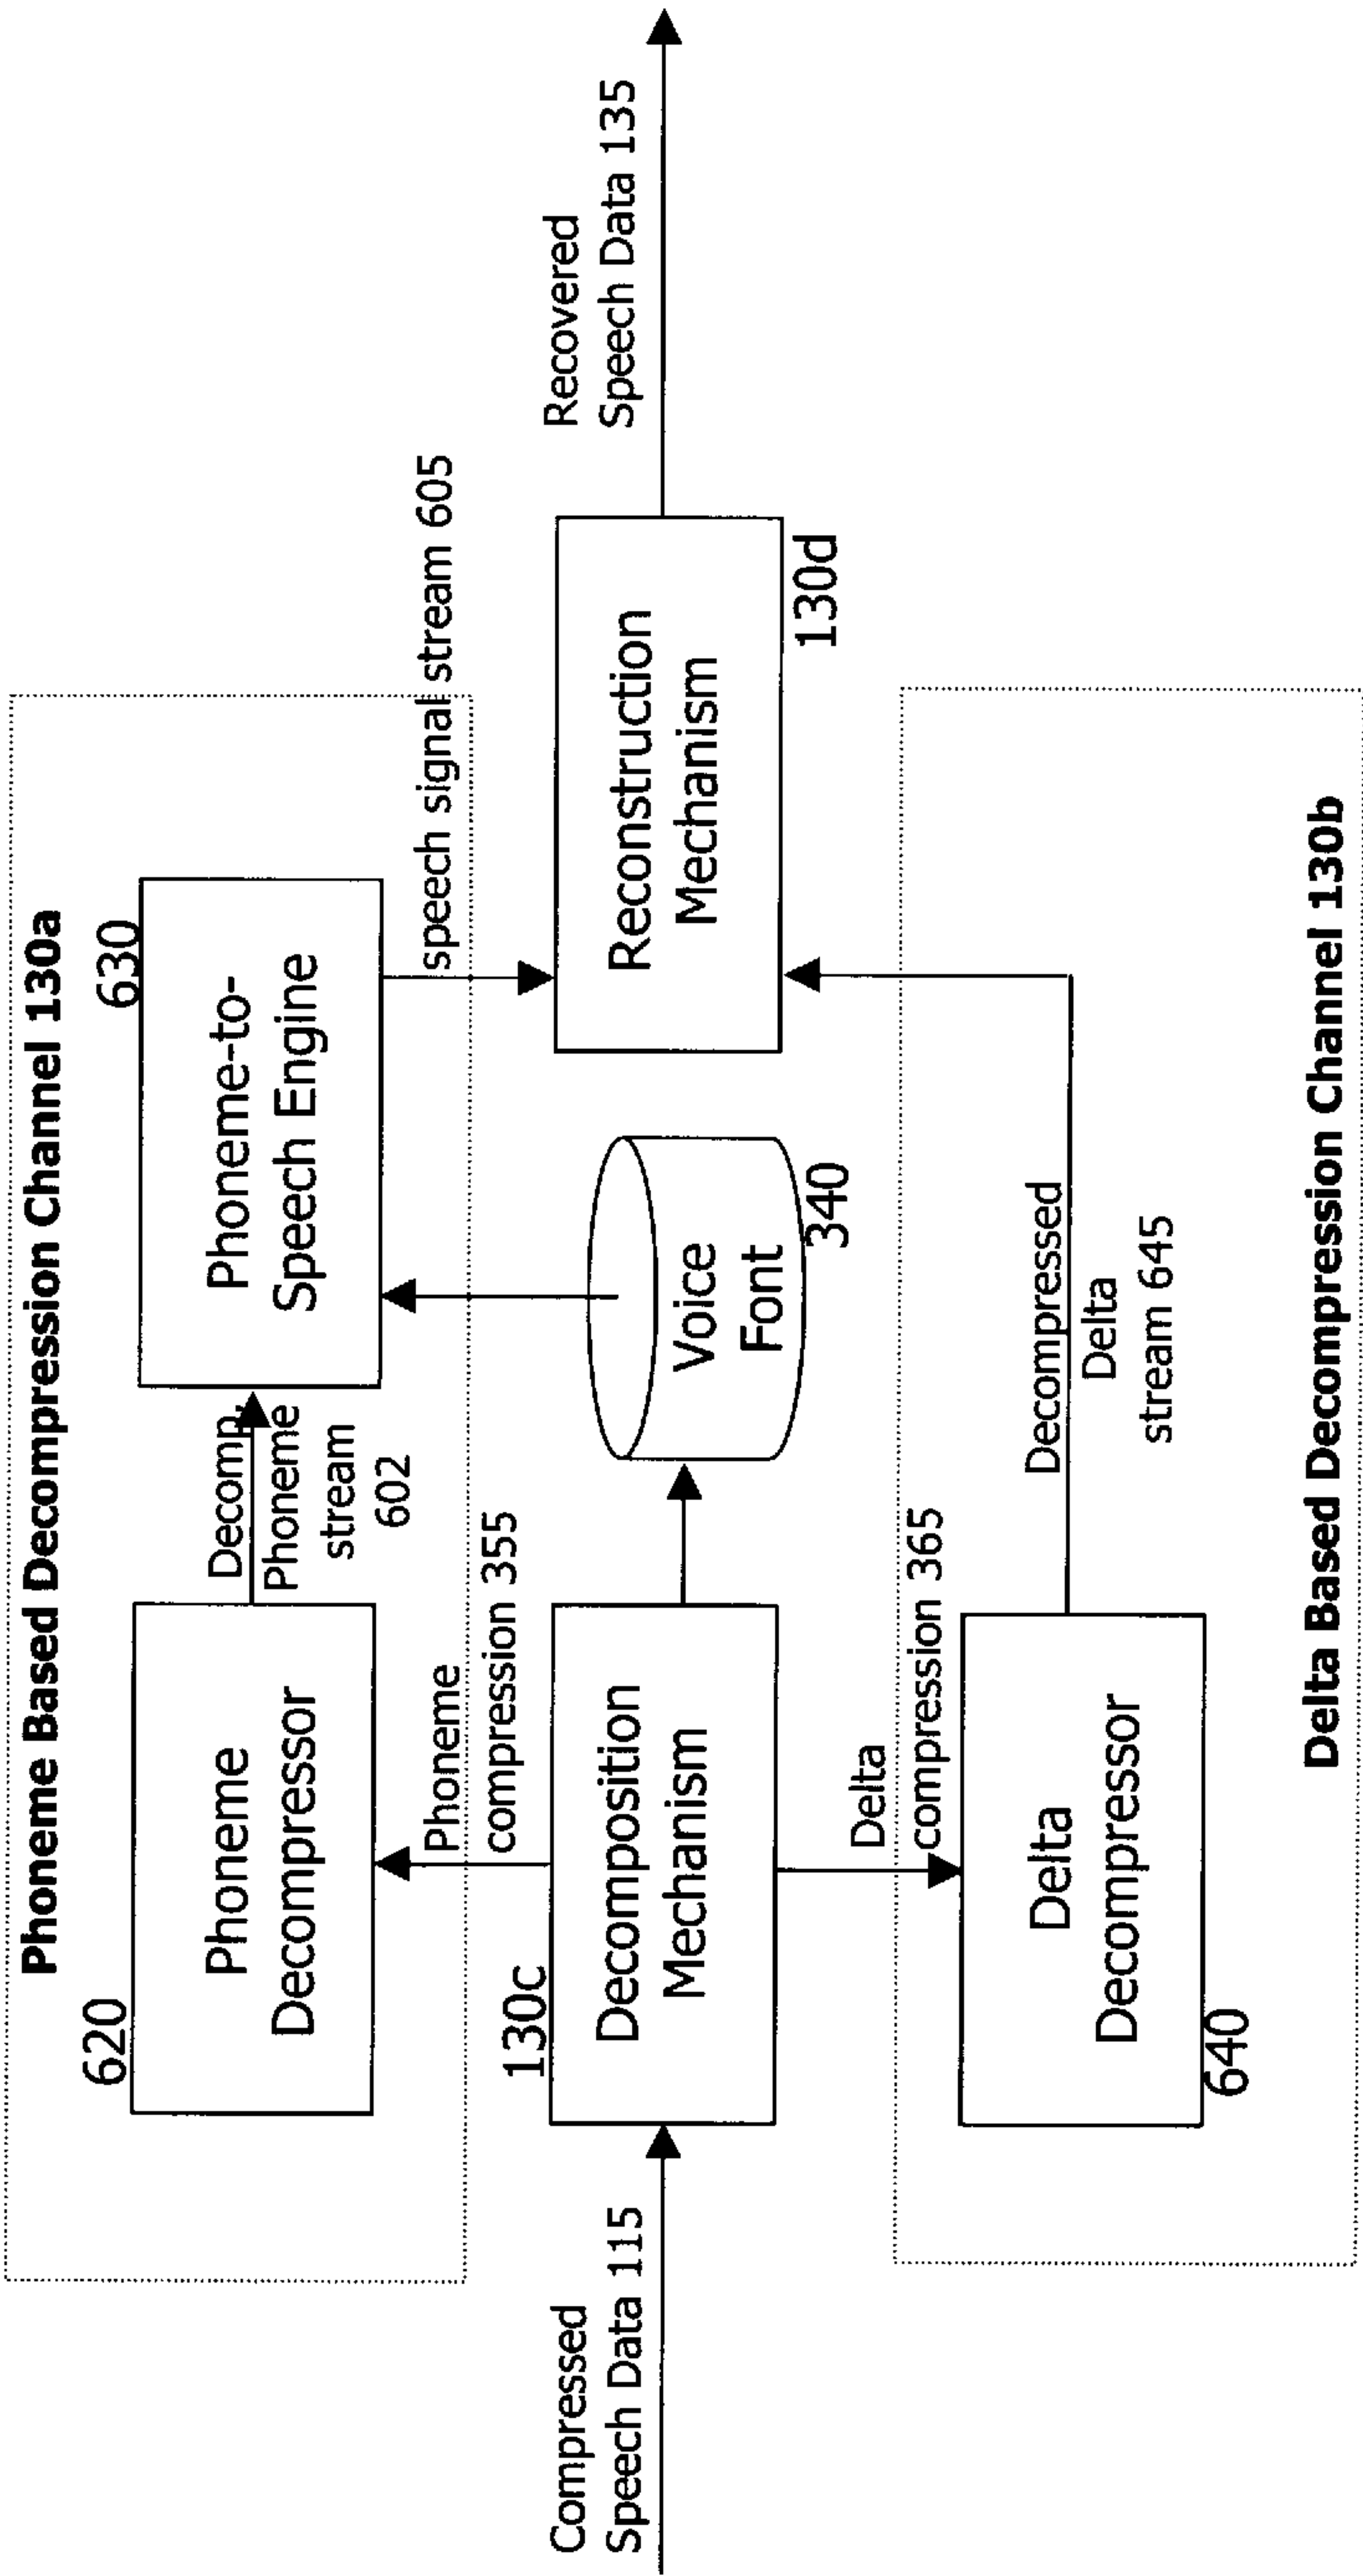 Phoneme Based Decompression Channel 130a
620
Phoneme
Decompressor
Decomp,
Phoneme
stream
602
630
Phoneme-to-
Speech Engine
Phoneme
compression 355
speech signal stream 605
Compressed
Speech Data 115
130c
Decomposition
Mechanism
Voice
Font
340
Reconstruction
Mechanism
130d
Recovered
Speech Data 135
Delta
compression 365
Delta
Decompressor
640
Decompressed
Delta
stream 645
Delta Based Decompression Channel 130b